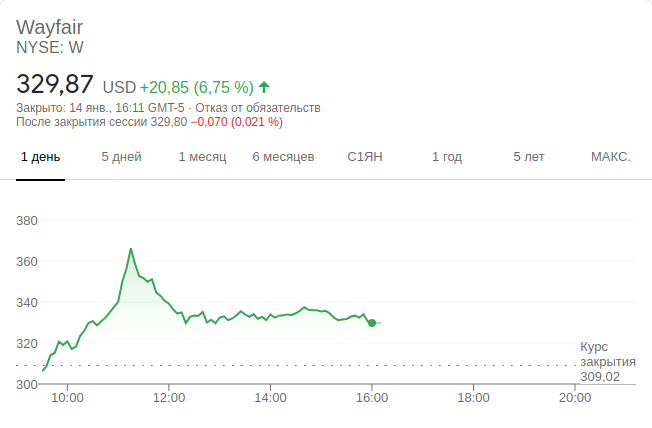 Wayfair
NYSE: W
329,87 USD +20,85 (6,75 %)
Закрыто: 14 янв., 16:11 GMT-5 · Отказ от обязательств
После закрытия сессии 329,80 −0,070 (0,021 %)
1 день 5 дней 1 месяц 6 месяцев С1ЯН 1 год 5 лет МАКС.
380
360
340
320
Курс
закрытия
309,02
300
10:00 12:00 14:00 16:00 18:00 20:00